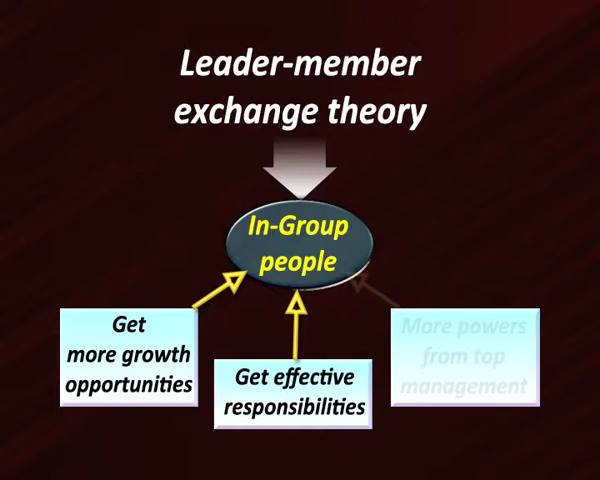 Leader-member
exchange theory
In-Group
people
Get
more growth
opportunities
Get effective
responsibilities
More powers
from top
management